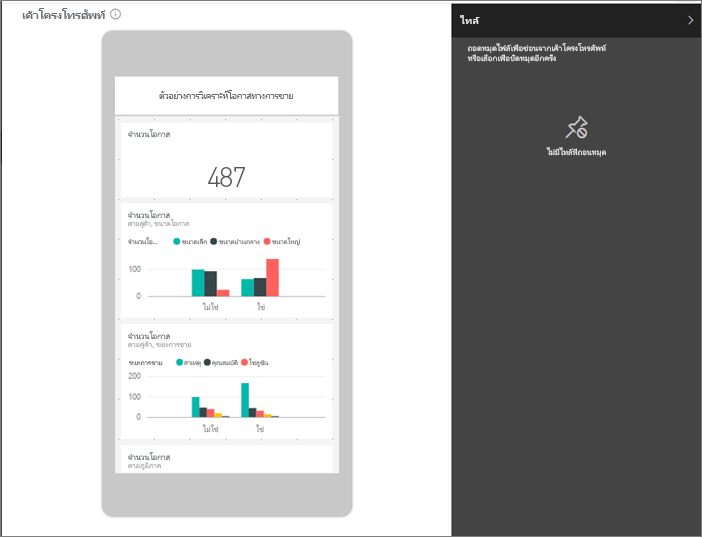 เค้าโครงโทรศัพท์
ไทล์
ถอดหมุดไฟล์เพื่อซ่อนจากเค้าโครงโทรศัพท์
หรือเลือกเพื่อปักหมุดอีกครั้ง
ไม่มีไทล์ที่ถอนหมุด
ตัวอย่างการวิเคราะห์โอกาสทางการขาย
จำนวนโอกาส
487
จำนวนโอกาส
ตามคู่ค้า, ขนาดโอกาส
จำนวนโอ... ขนาดเล็ก ขนาดปานกลาง ขนาดใหญ่
100
0
ไม่ใช่ ใช่
จำนวนโอกาส
ตามคู่ค้า, ระยะการขาย
ระยะการขาย สาเหตุ คุณสมบัติ โซลูชัน
200
100
0
ไม่ใช่ ใช่
จำนวนโอกาส
ตามภูมิภาค